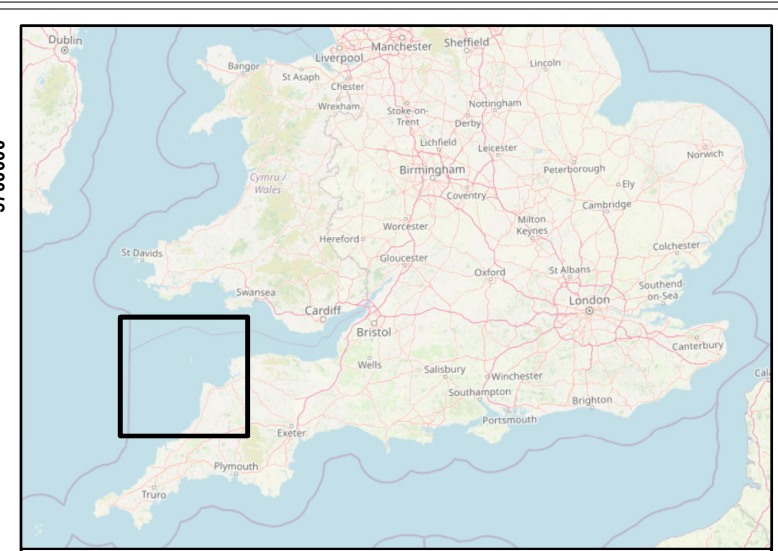 Dublin
Manchester
Sheffield
Liverpool
Bangor
St Asaph
Chester
Lincoln
Wrexham
Stoke-on-
Trent
Nottingham
Derby
Lichfield
Leicester
Norwich
Birmingham
Peterborough
Cymru /
Wales
Ely
Coventry
Cambridge
Worcester
Milton
Keynes
Hereford
Colchester
St Davids
Gloucester
Oxford
St Albans
Swansea
Southend-
on-Sea
London
Cardiff
Bristol
Canterbury
Wells
Salisbury
Winchester
Cal
Southampton
Portsmouth
Brighton
Exeter
Plymouth
Truro